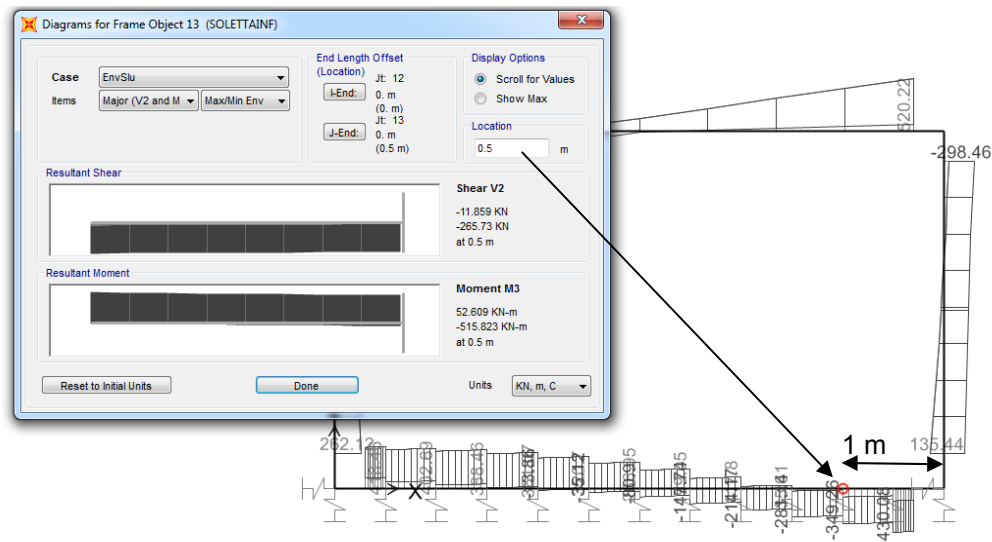 Diagrams for Frame Object 13 (SOLETTAINF)
Case
EnvSlu
Items
Major (V2 and M
Max/Min Env
End Length Offset
(Location)
I-End:
Jt: 12
0. m
(0. m)
J-End:
Jt: 13
0. m
(0.5 m)
Display Options
Scroll for Values
Show Max
Location
0.5
m
Resultant Shear
Shear V2
-11.859 KN
-265.73 KN
at 0.5 m
Resultant Moment
Moment M3
52.609 KN-m
-515.823 KN-m
at 0.5 m
Reset to Initial Units
Done
Units
KN, m, C
520.22
-298.46
1 m
262.12
135.44
X
-349.26
430.08